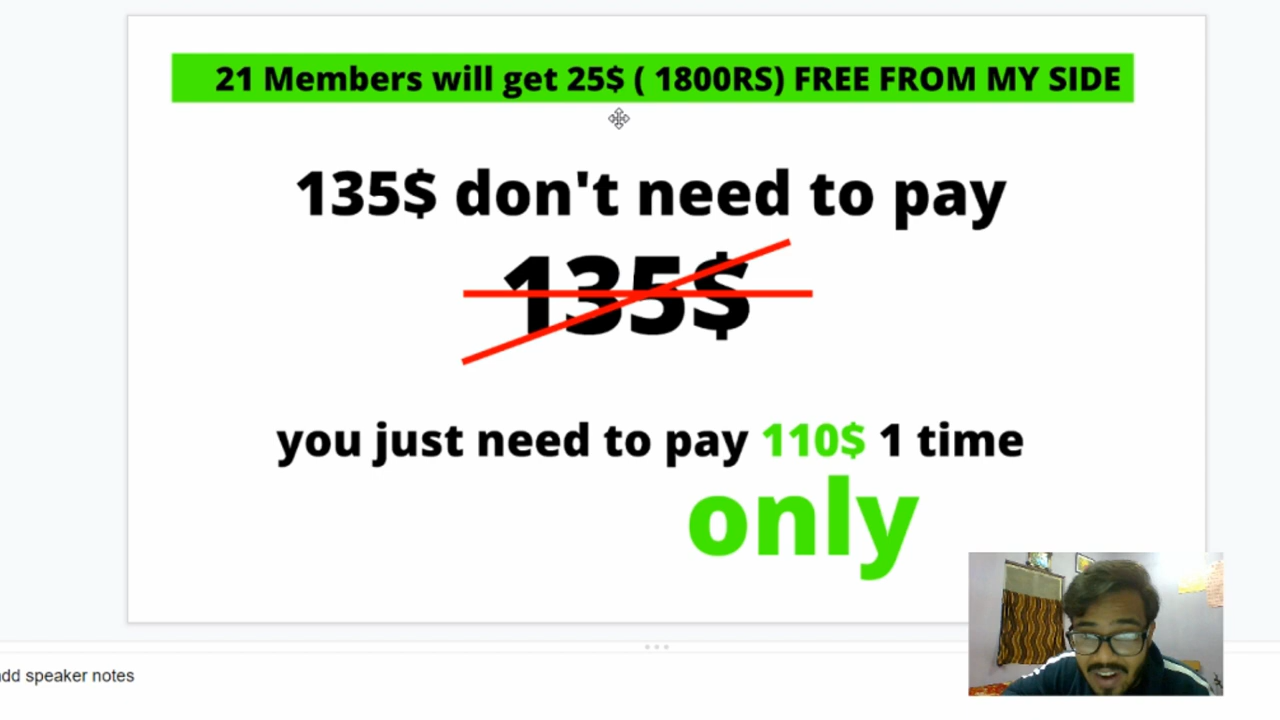 21 Members will get 25$ ( 1800RS) FREE FROM MY SIDE
135$ don't need to pay
135$
you just need to pay 110$ 1 time
only
dd speaker notes